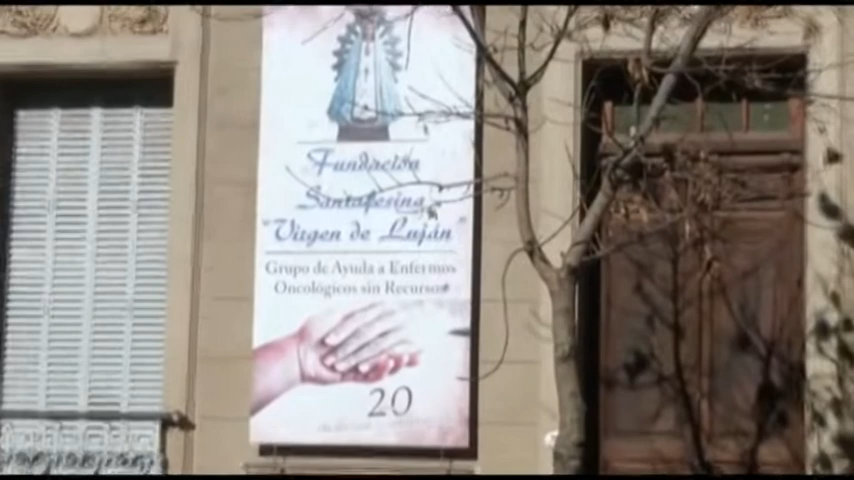 Fundación
Santafesina
"Virgen de Luján"
Grupo de Ayuda a Enfermos
Oncológicos sin Recursos
20